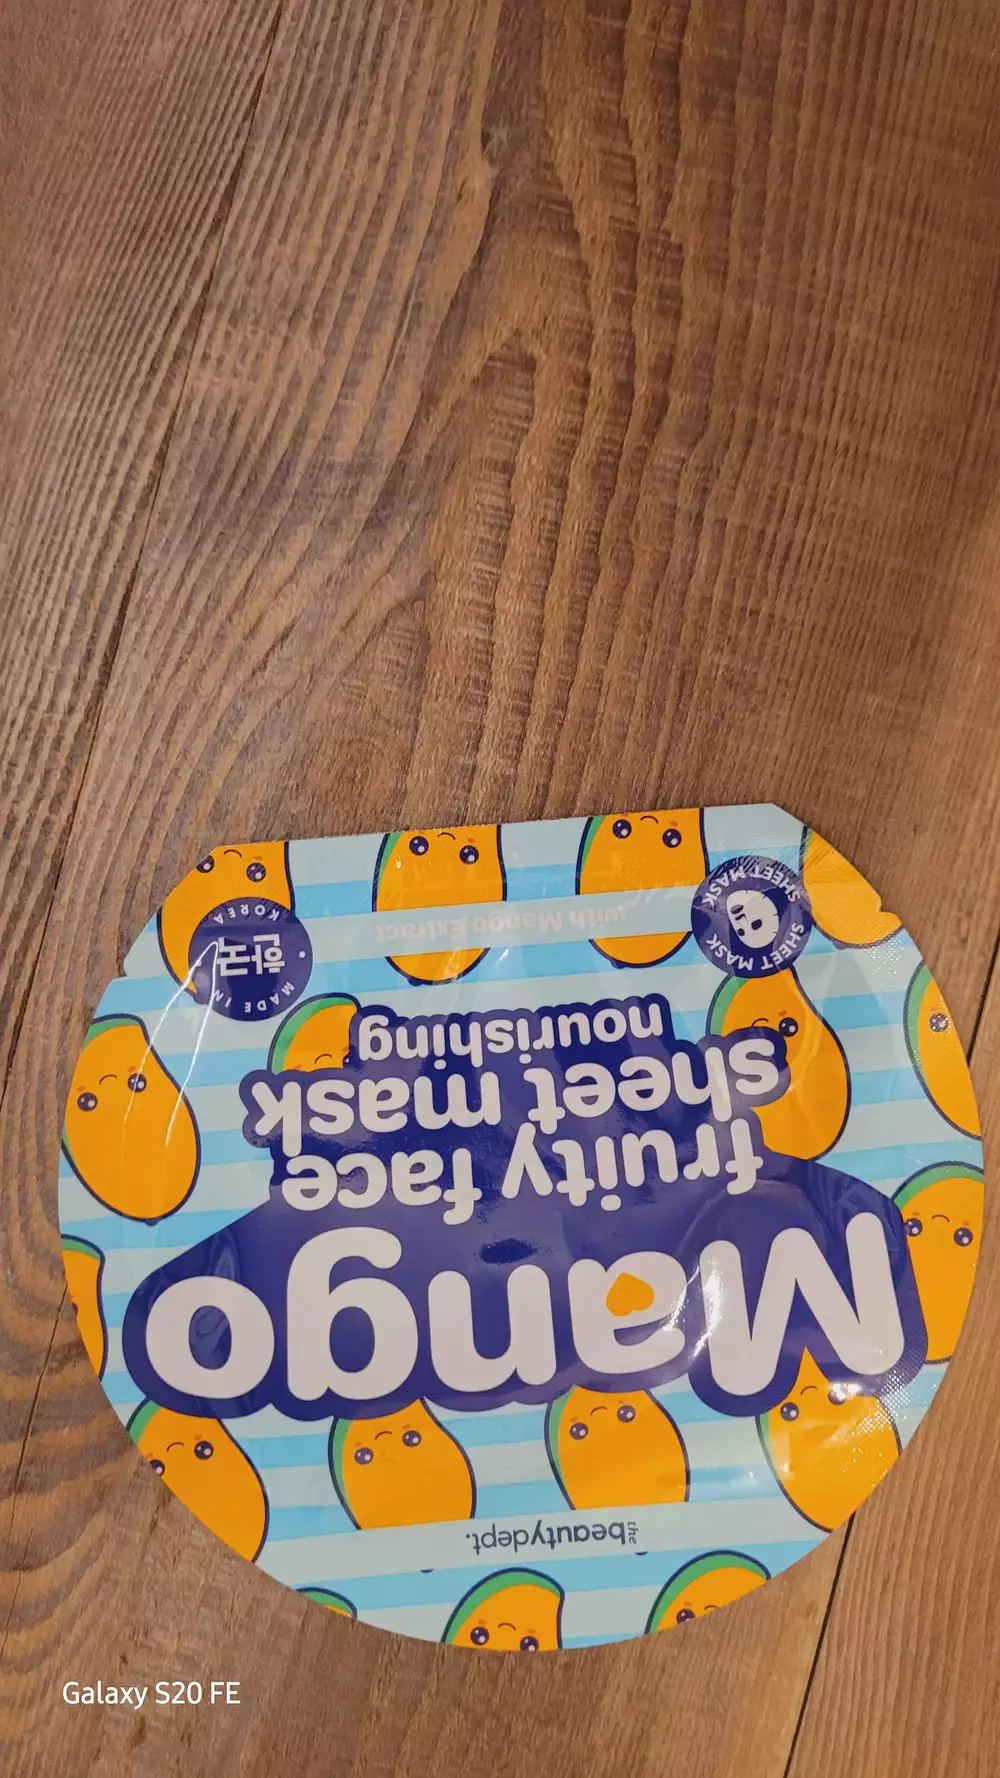 the beautydept.
Mango
fruity face
sheet mask
nourishing
with Mango Extract
SHEET MASK
SHEET MASK
MADE IN
한국
KOREA
Galaxy S20 FE